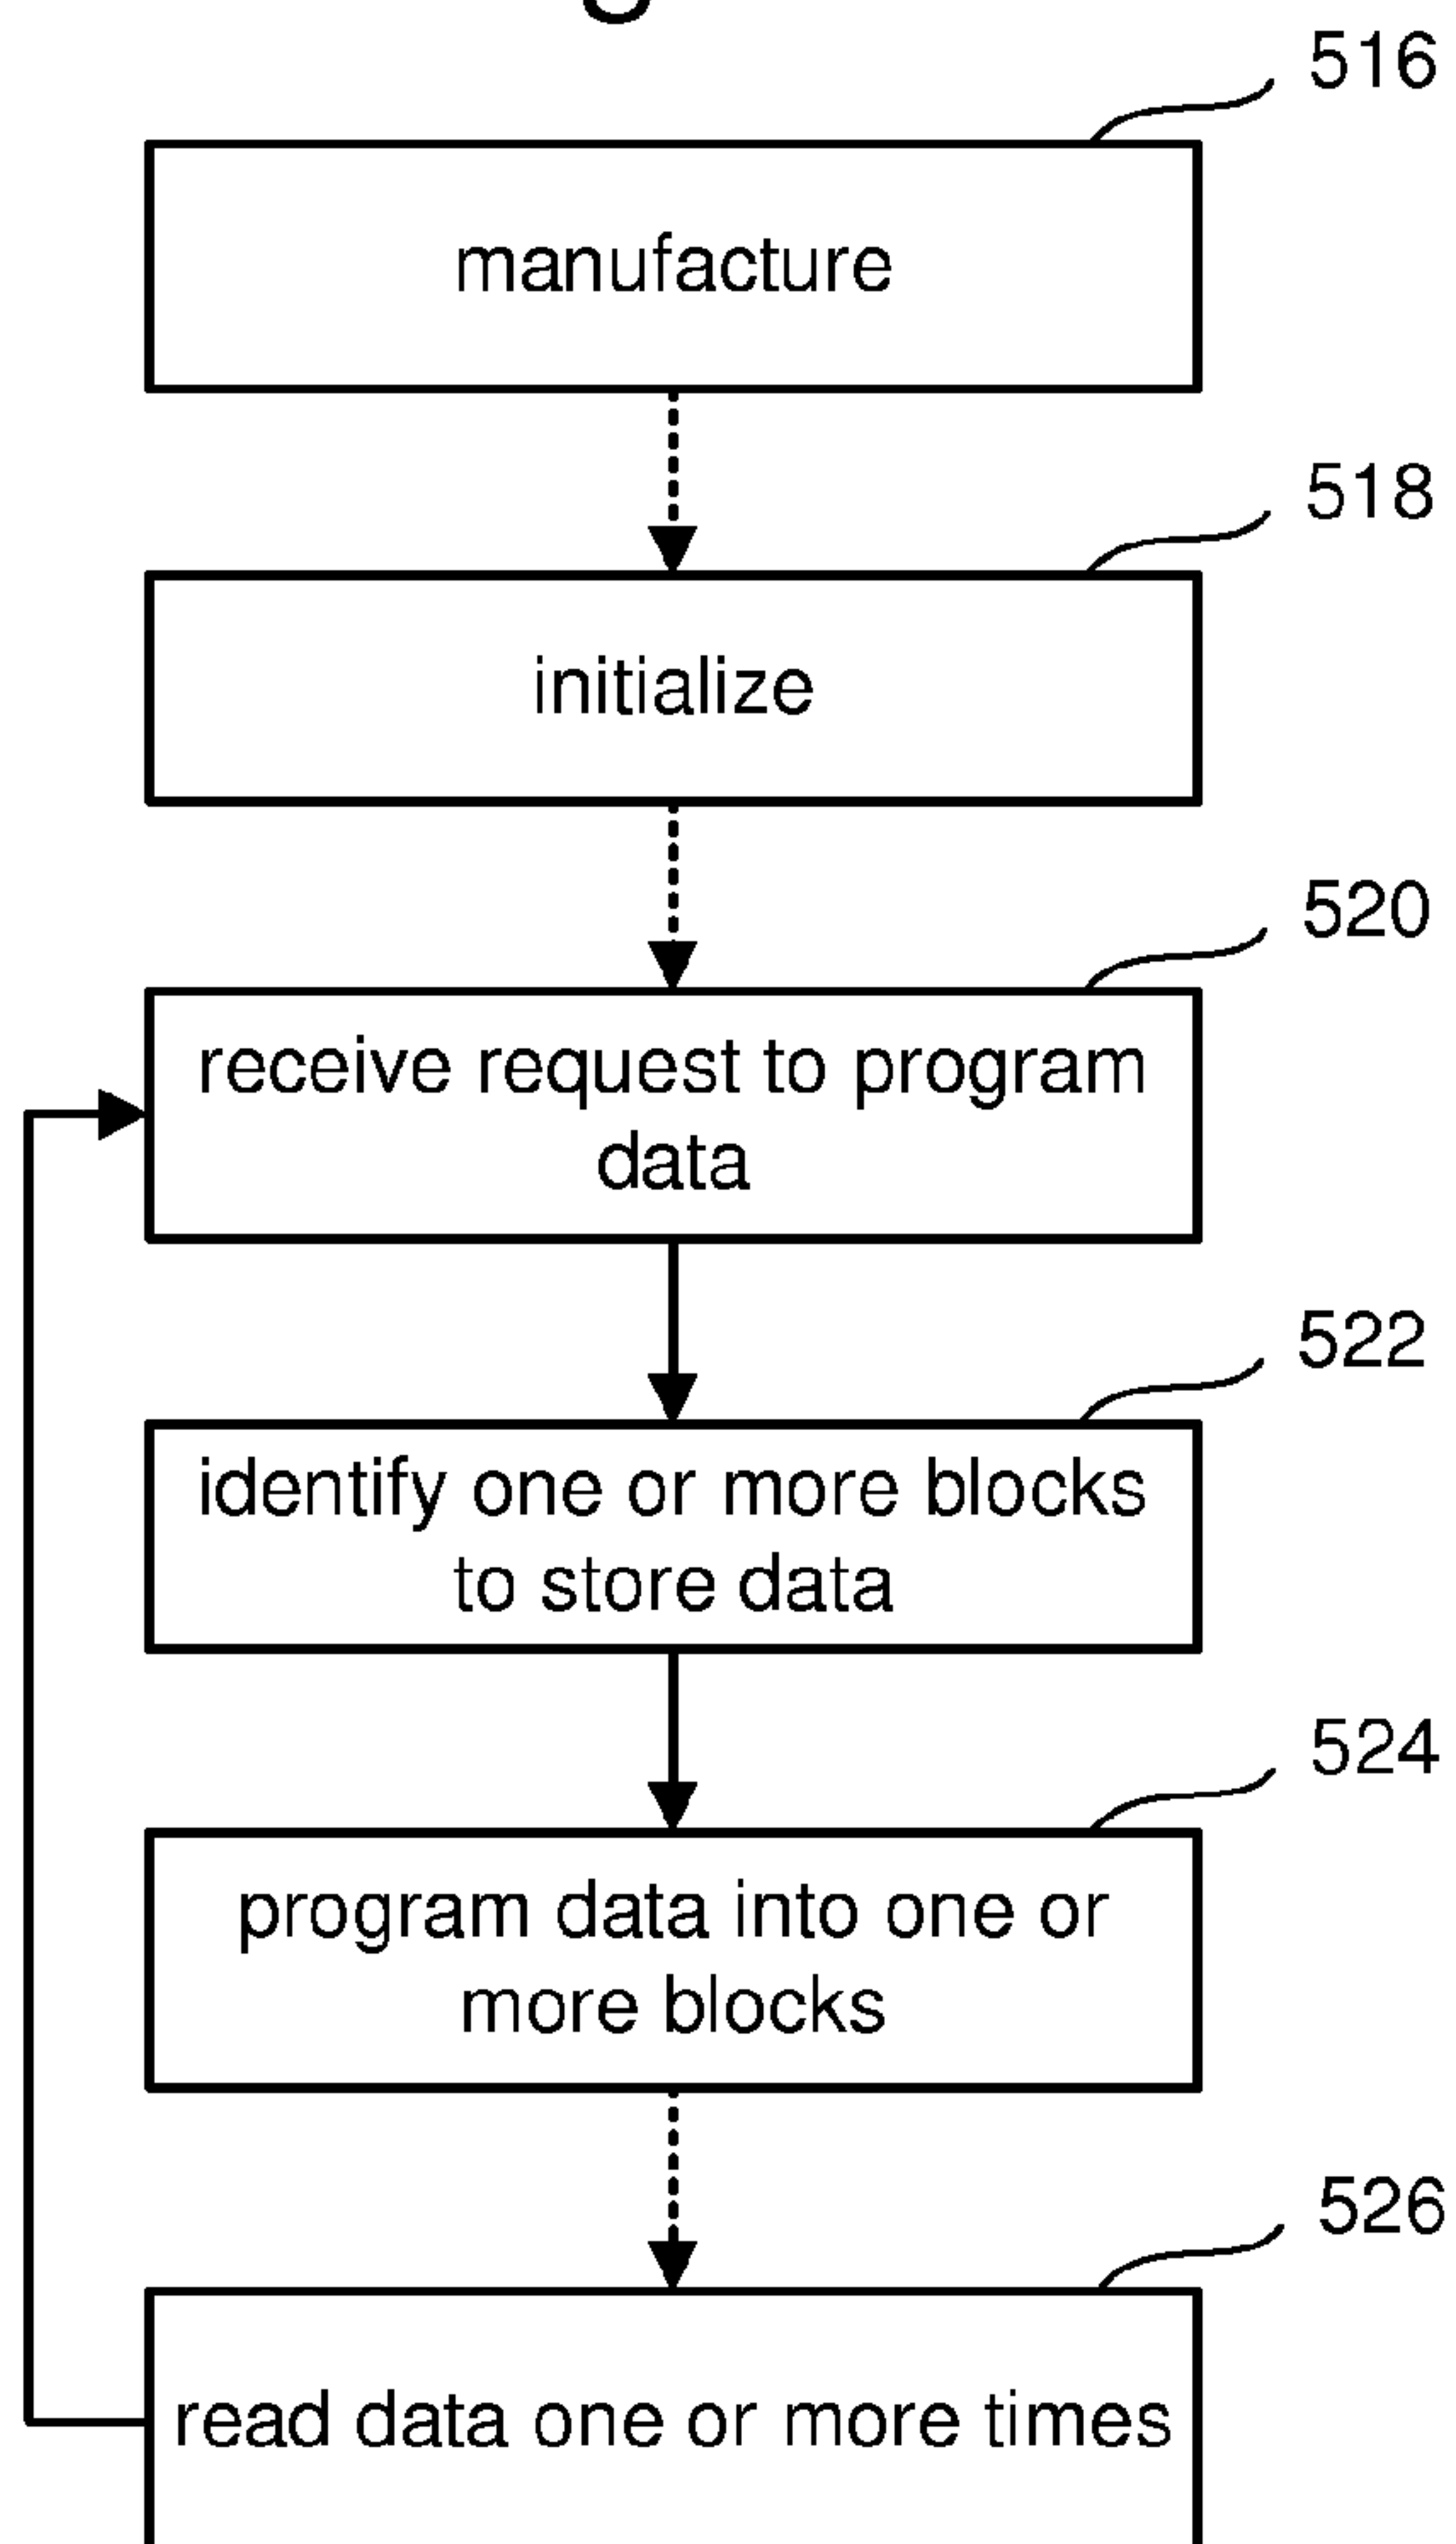 516
manufacture
518
initialize
520
receive request to program
data
522
identify one or more blocks
to store data
524
program data into one or
more blocks
526
read data one or more times